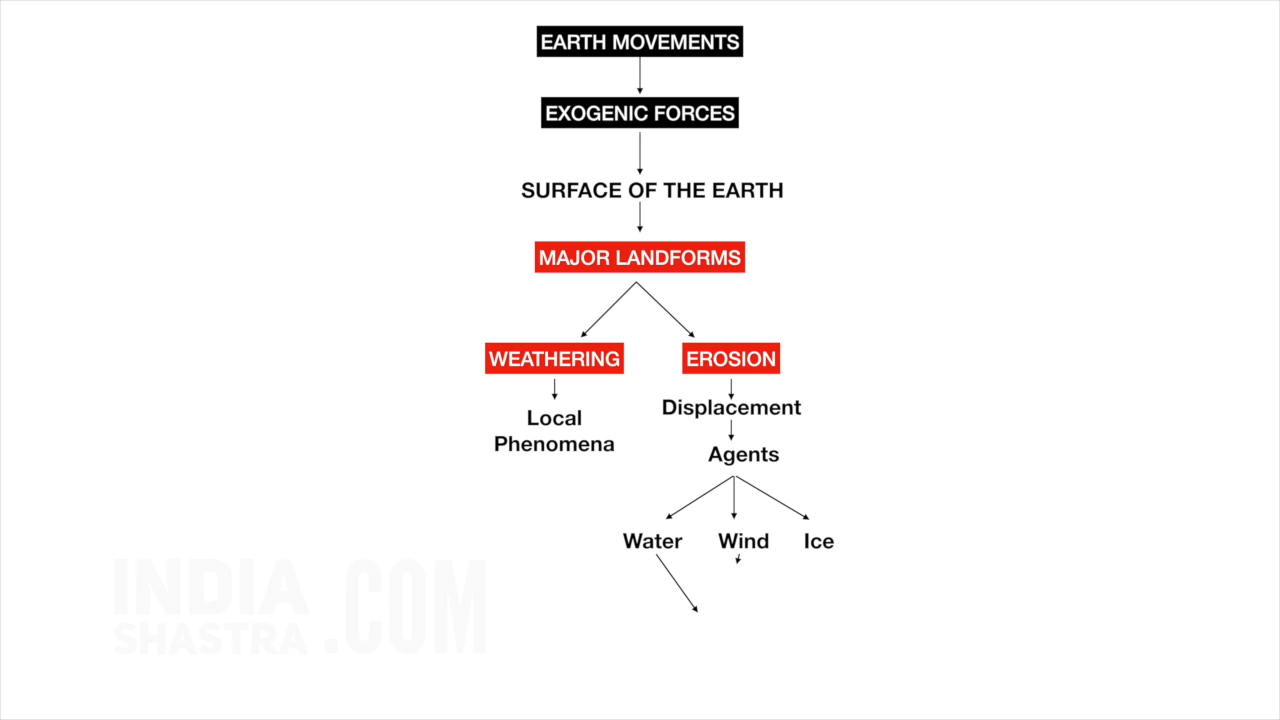 EARTH MOVEMENTS
EXOGENIC FORCES
SURFACE OF THE EARTH
MAJOR LANDFORMS
WEATHERING
EROSION
Displacement
Local
Phenomena
Agents
Water
Wind
Ice
INDIA
SHASTRA
.COM